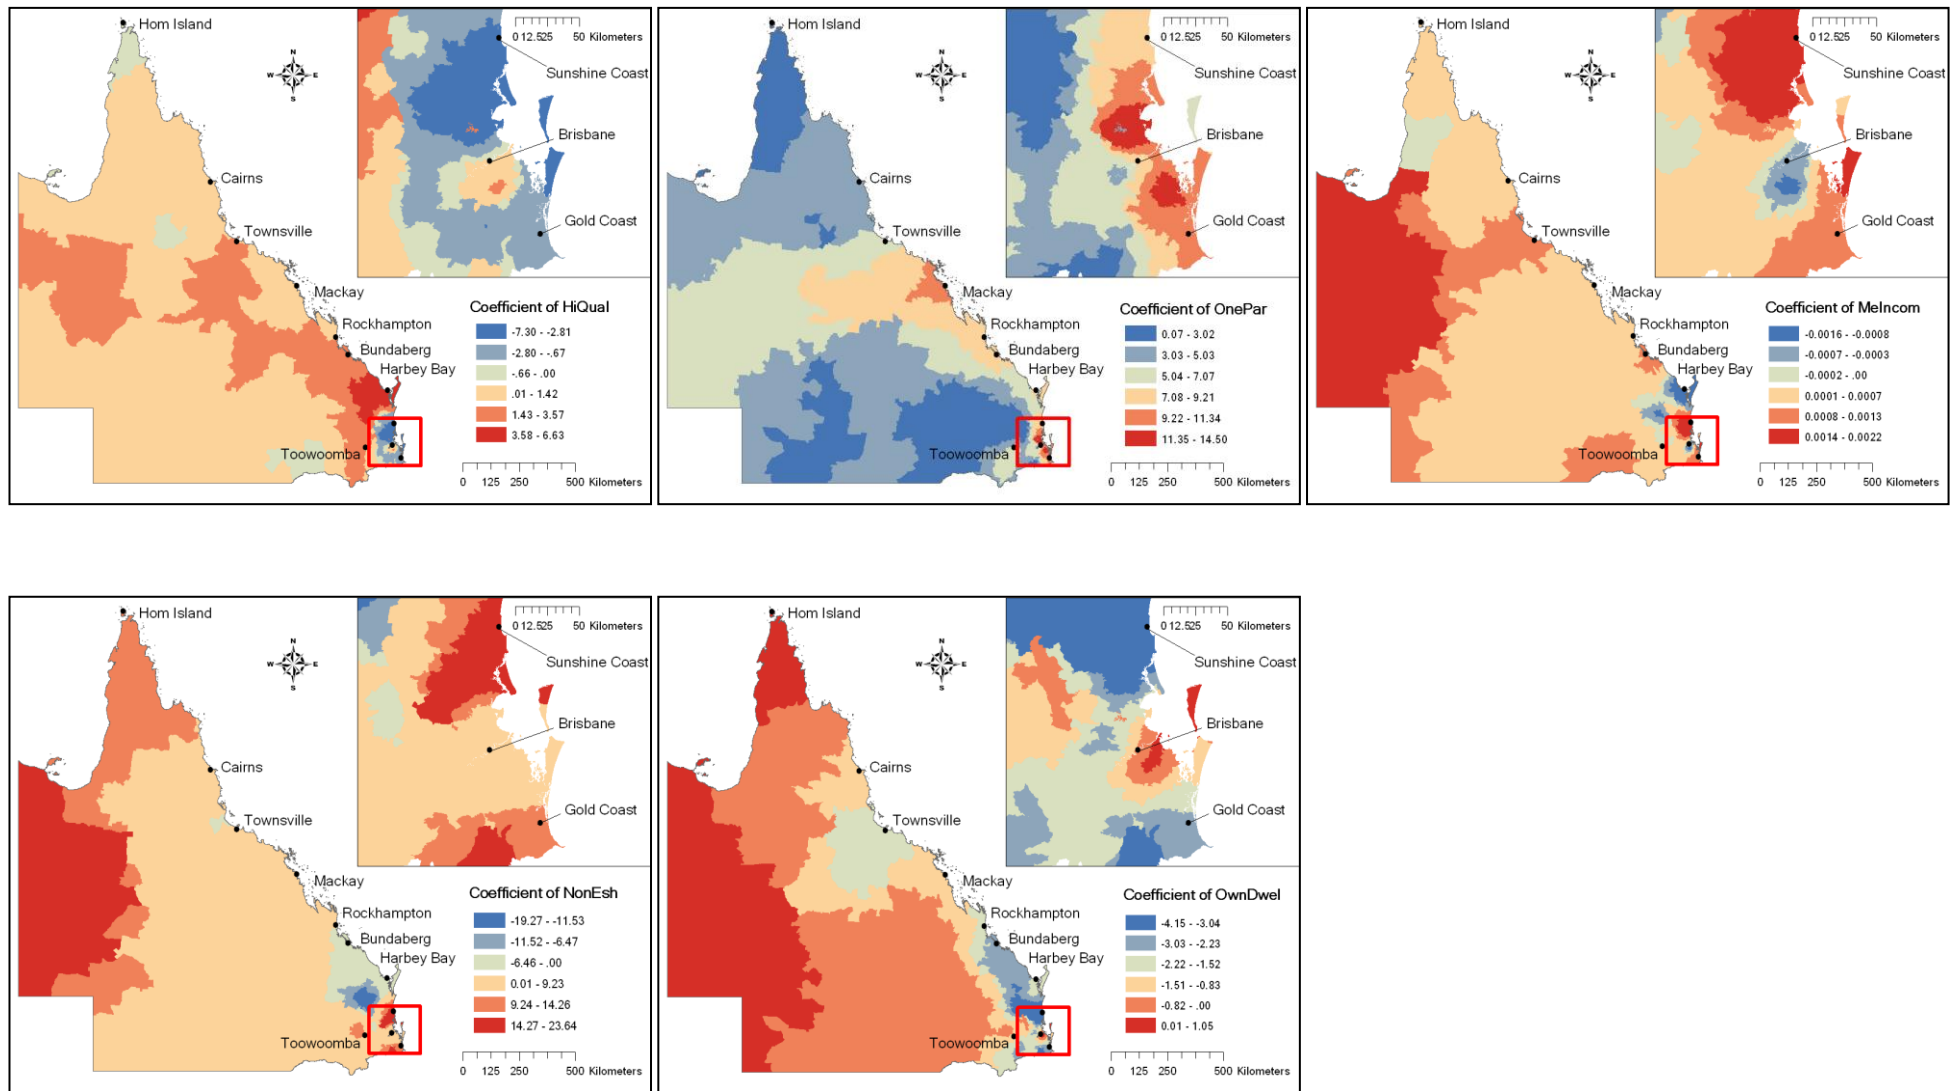 Hom Island
0 12.525 50 Kilometers
N
W E
S
Sunshine Coast
Brisbane
Cairns
Gold Coast
Townsville
Mackay
Coefficient of HiQual
Rockhampton
-7.30 - -2.81
Bundaberg
-2.80 - -.67
Harbey Bay
-.66 - .00
.01 - 1.42
1.43 - 3.57
3.58 - 6.63
Toowoomba
0 125 250 500 Kilometers
Hom Island
0 12.525 50 Kilometers
N
W E
S
Sunshine Coast
Brisbane
Cairns
Gold Coast
Townsville
Mackay
Coefficient of OnePar
Rockhampton
0.07 - 3.02
Bundaberg
3.03 - 5.03
Harbey Bay
5.04 - 7.07
7.08 - 9.21
9.22 - 11.34
11.35 - 14.50
Toowoomba
0 125 250 500 Kilometers
Hom Island
0 12.525 50 Kilometers
N
W E
S
Sunshine Coast
Brisbane
Cairns
Gold Coast
Townsville
Mackay
Coefficient of MeIncom
Rockhampton
-0.0016 - -0.0008
Bundaberg
-0.0007 - -0.0003
Harbey Bay
-0.0002 - .00
0.0001 - 0.0007
0.0008 - 0.0013
0.0014 - 0.0022
Toowoomba
0 125 250 500 Kilometers
Hom Island
0 12.525 50 Kilometers
N
W E
S
Sunshine Coast
Brisbane
Cairns
Gold Coast
Townsville
Mackay
Coefficient of NonEsh
Rockhampton
-19.27 - -11.53
Bundaberg
-11.52 - -6.47
Harbey Bay
-6.46 - .00
0.01 - 9.23
9.24 - 14.26
14.27 - 23.64
Toowoomba
0 125 250 500 Kilometers
Hom Island
0 12.525 50 Kilometers
N
W E
S
Sunshine Coast
Brisbane
Cairns
Gold Coast
Townsville
Mackay
Coefficient of OwnDwel
Rockhampton
-4.15 - -3.04
Bundaberg
-3.03 - -2.23
Harbey Bay
-2.22 - -1.52
-1.51 - -0.83
-0.82 - .00
0.01 - 1.05
Toowoomba
0 125 250 500 Kilometers